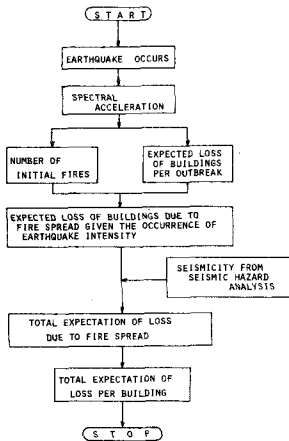 START
EARTHQUAKE OCCURS
SPECTRAL
ACCELERATION
NUMBER OF
INITIAL FIRES
EXPECTED LOSS
OF BUILDINGS
PER OUTBREAK
EXPECTED LOSS OF BUILDINGS DUE TO
FIRE SPREAD GIVEN THE OCCURRENCE OF
EARTHQUAKE INTENSITY
SEISMICITY FROM
SEISMIC HAZARD
ANALYSIS
TOTAL EXPECTATION OF LOSS
DUE TO FIRE SPREAD
TOTAL EXPECTATION OF
LOSS PER BUILDING
STOP